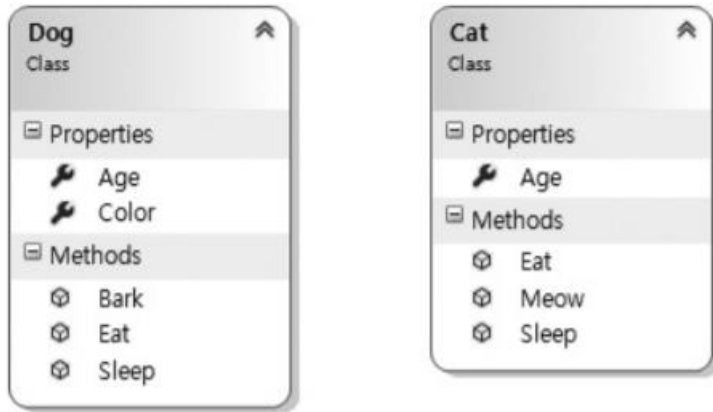 Dog
Class
Properties
Age
Color
Methods
Bark
Eat
Sleep
Cat
Class
Properties
Age
Methods
Eat
Meow
Sleep